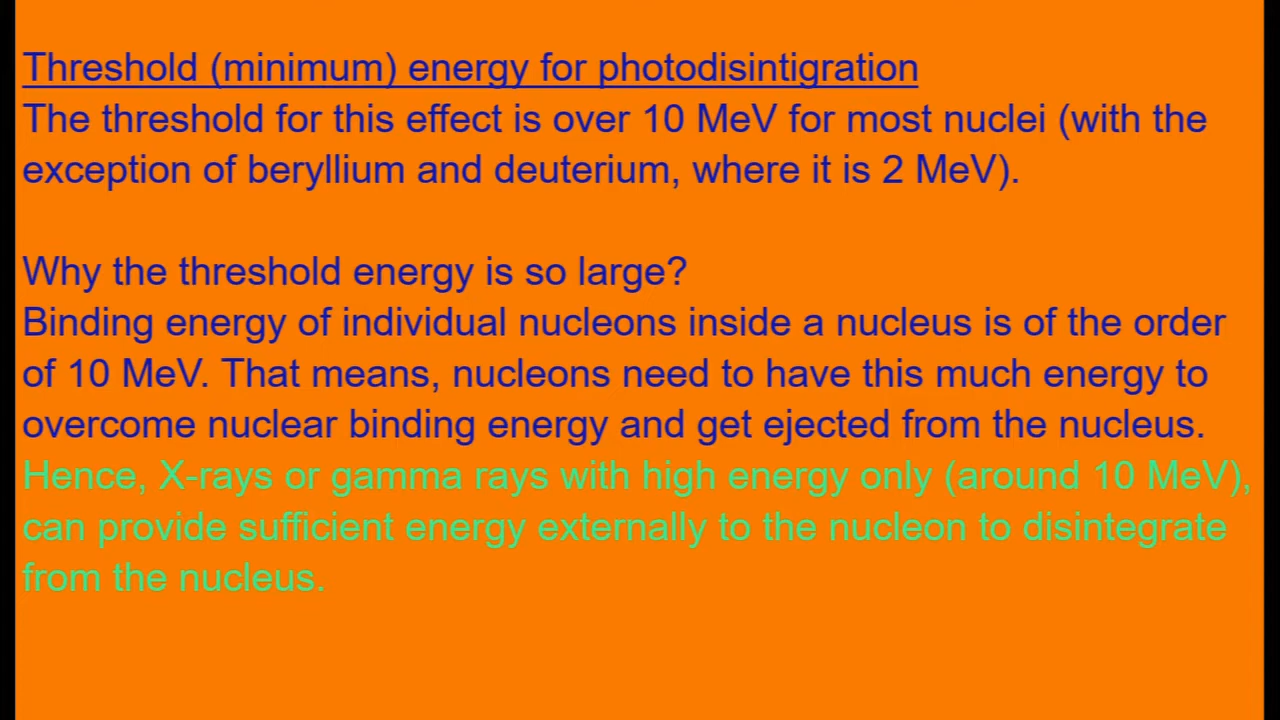 Threshold (minimum) energy for photodisintigration
The threshold for this effect is over 10 MeV for most nuclei (with the
exception of beryllium and deuterium, where it is 2 MeV).
Why the threshold energy is so large?
Binding energy of individual nucleons inside a nucleus is of the order
of 10 MeV. That means, nucleons need to have this much energy to
overcome nuclear binding energy and get ejected from the nucleus.
Hence, X-rays or gamma rays with high energy only (around 10 MeV),
can provide sufficient energy externally to the nucleon to disintegrate
from the nucleus.